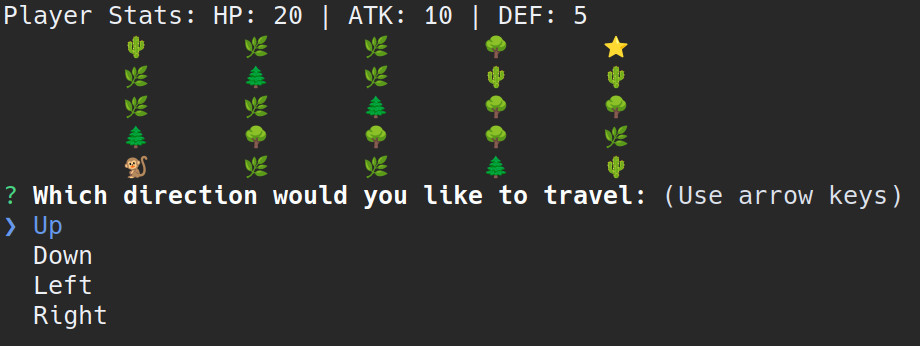 Player Stats: HP: 20 | ATK: 10 | DEF: 5
? Which direction would you like to travel: (Use arrow keys)
❯ Up
Down
Left
Right